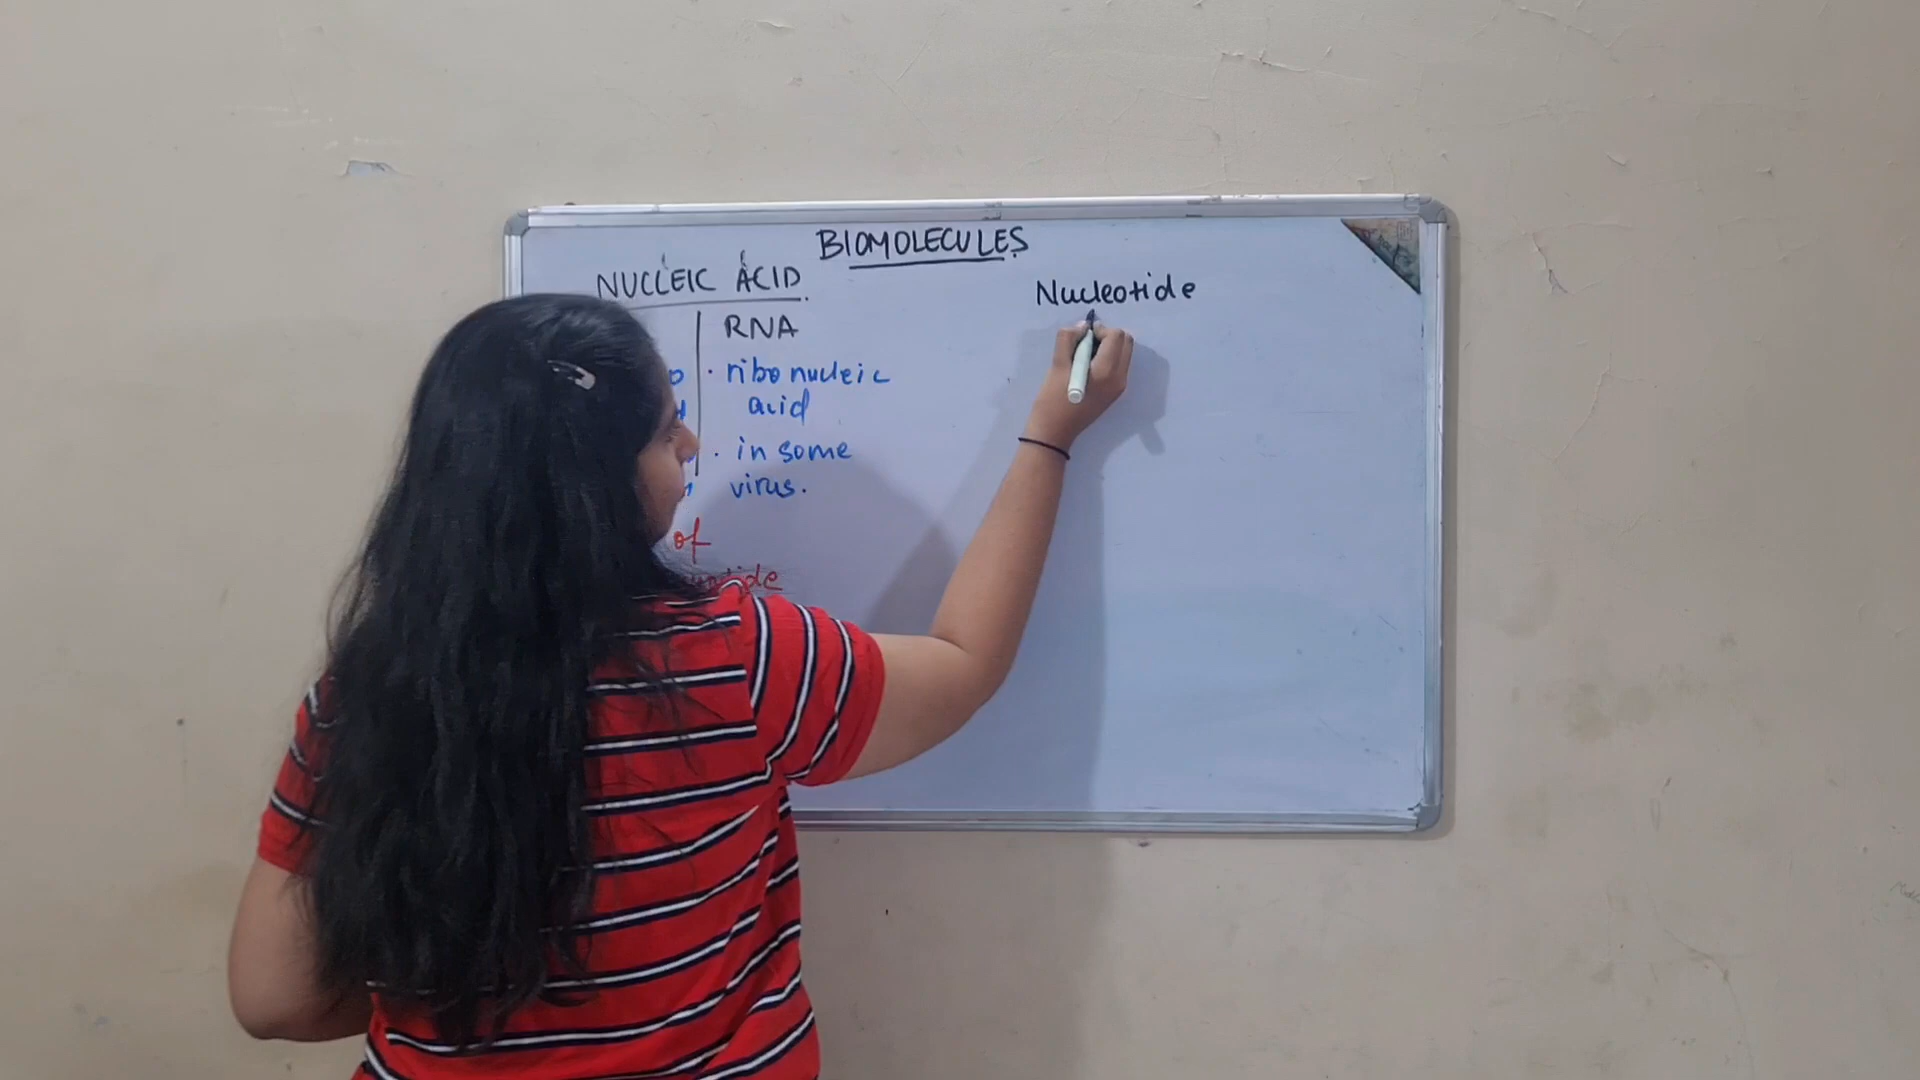 BIOMOLECULES
NUCLEIC ACID
RNA
· ribonucleic
acid
· in some
virus.
of
Nucleotide